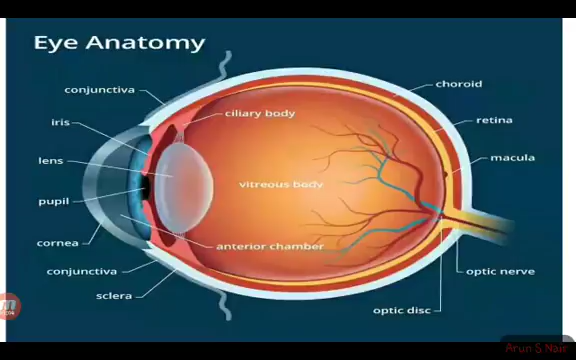 Eye Anatomy
conjunctiva
iris
lens
pupil
cornea
conjunctiva
sclera
ciliary body
vitreous body
anterior chamber
choroid
retina
macula
optic nerve
optic disc
Arun S Nair